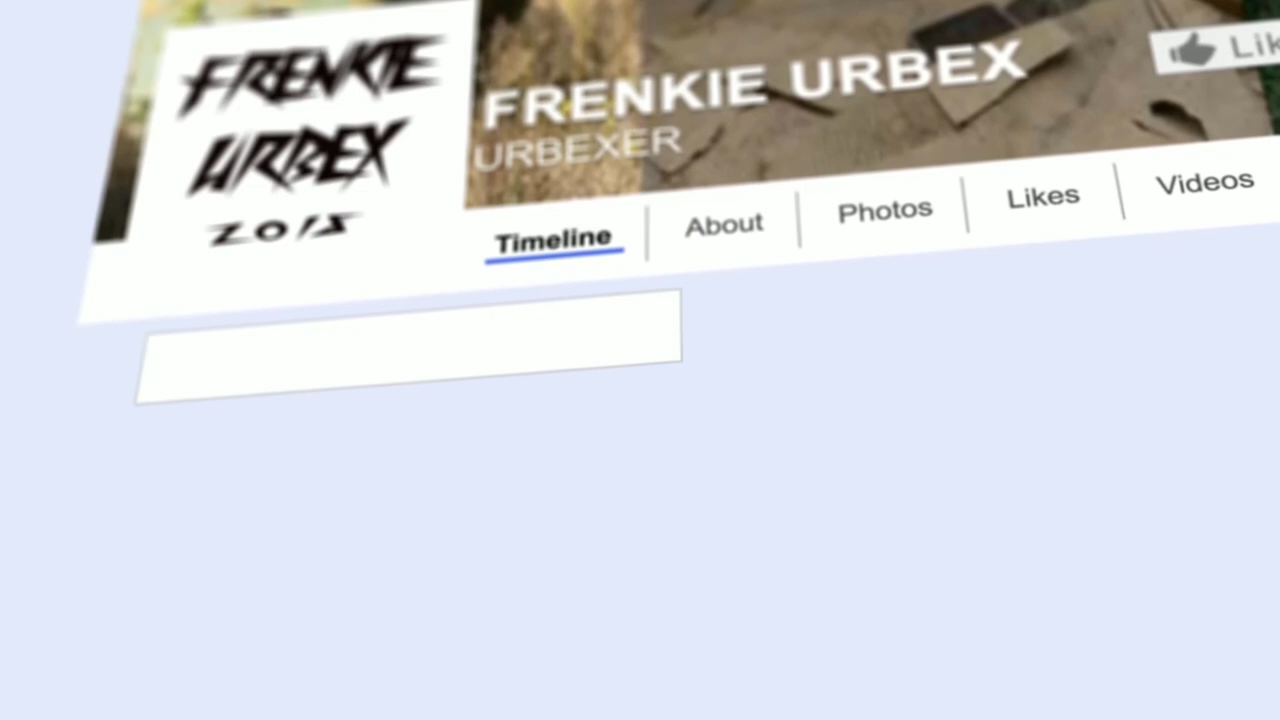 FRENKIE
URBEX
2015
FRENKIE URBEX
URBEXER
Timeline
About
Photos
Likes
Videos